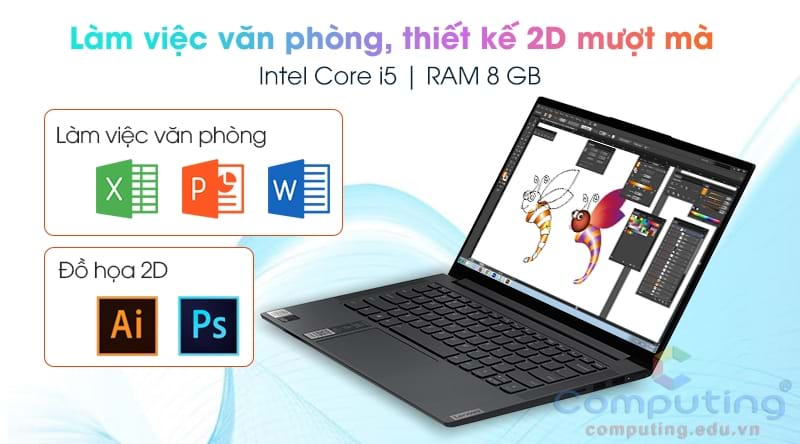 Làm việc văn phòng, thiết kế 2D mượt mà
Intel Core i5 | RAM 8 GB
Làm việc văn phòng
X
P
W
Đồ họa 2D
Ai
Ps
Lenovo
Computing®
computing.edu.vn